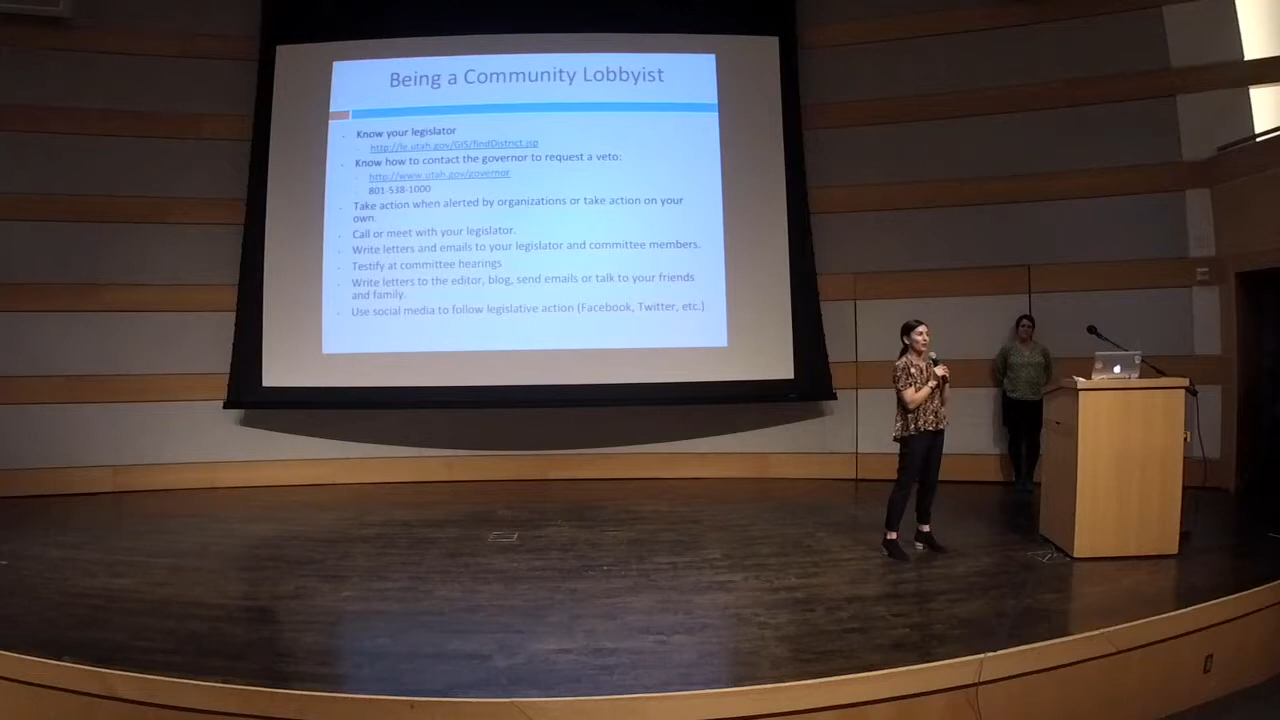 Being a Community Lobbyist
Know your legislator
http://le.utah.gov/GIS/findDistrict.jsp
Know how to contact the governor to request a veto:
http://www.utah.gov/governor
801-538-1000
Take action when alerted by organizations or take action on your
own.
Call or meet with your legislator.
Write letters and emails to your legislator and committee members.
Testify at committee hearings
Write letters to the editor, blog, send emails or talk to your friends
and family.
Use social media to follow legislative action (Facebook, Twitter, etc.)